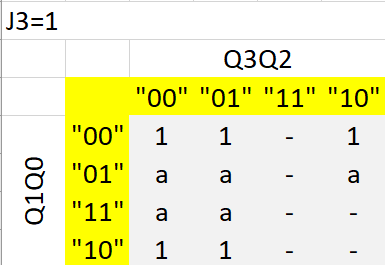 J3=1
Q3Q2
"00" "01" "11" "10"
Q1Q0
"00" 1 1 - 1
"01" a a - a
"11" a a - -
"10" 1 1 - -